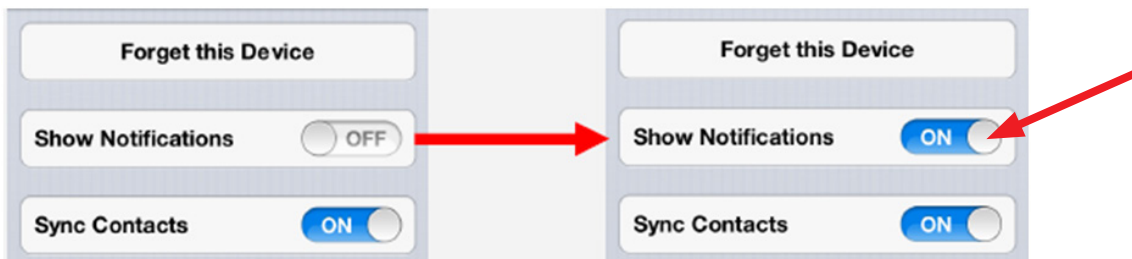 Forget this Device
Show Notifications OFF
Sync Contacts ON
Forget this Device
Show Notifications ON
Sync Contacts ON